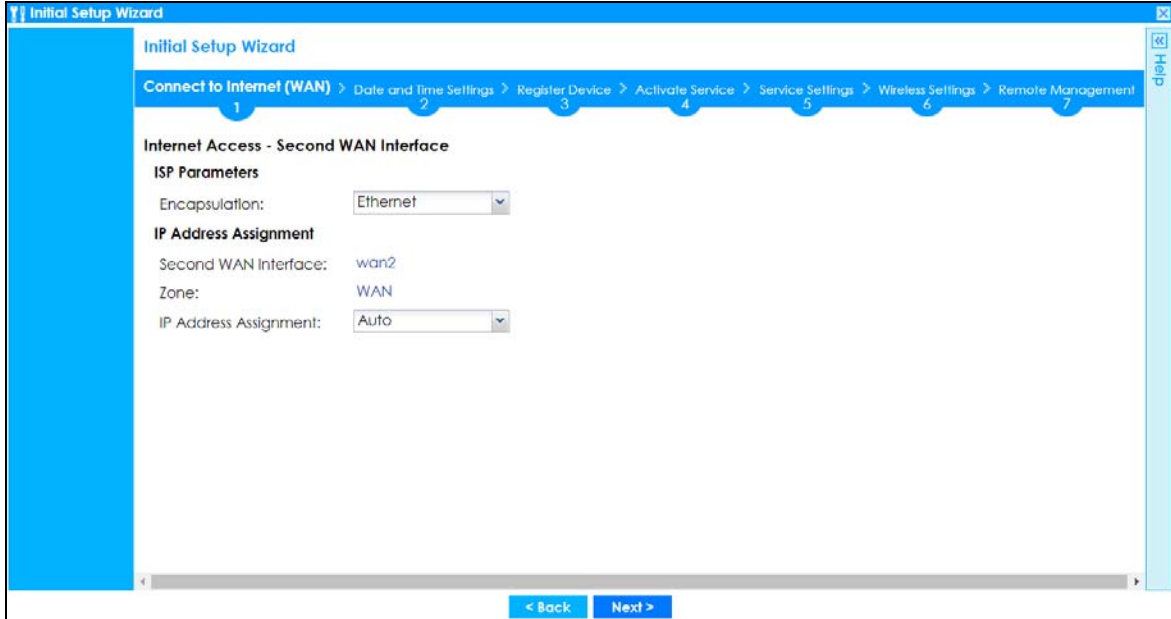 Initial Setup Wizard
Help
Initial Setup Wizard
Connect to Internet (WAN) > Date and Time Settings > Register Device > Activate Service > Service Settings > Wireless Settings > Remote Management
1 2 3 4 5 6 7
Internet Access - Second WAN Interface
ISP Parameters
Encapsulation: Ethernet
IP Address Assignment
Second WAN Interface: wan2
Zone: WAN
IP Address Assignment: Auto
< Back Next >